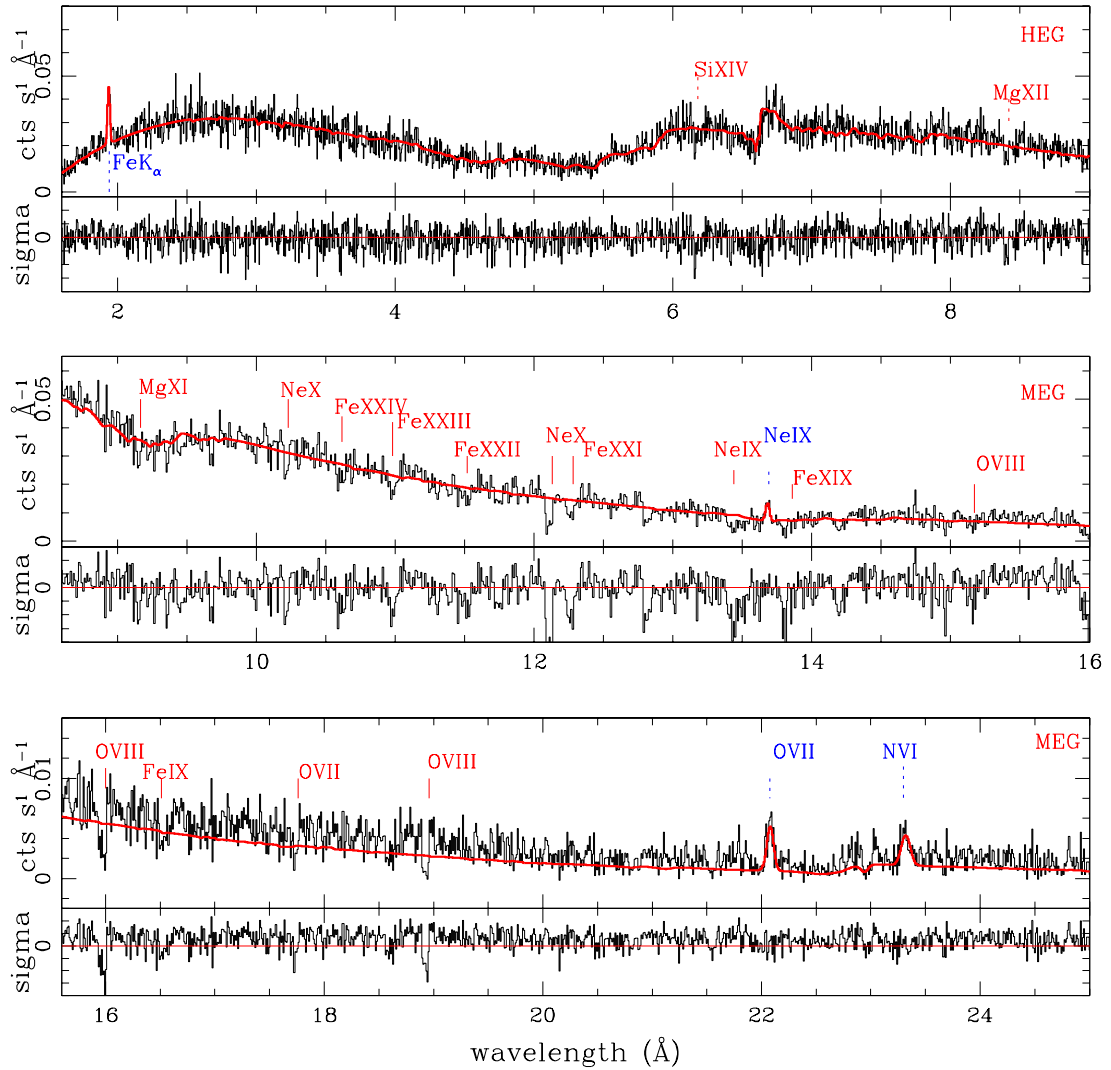 HEG
cts s¹ Å⁻¹
0.05
0
SiXIV
MgXII
FeKα
sigma
0
2 4 6 8
MEG
cts s¹ Å⁻¹
0.05
0
MgXI
NeX
FeXXIV
FeXXIII
FeXXII
NeX
FeXXI
NeIX
NeIX
FeXIX
OVIII
sigma
0
10 12 14 16
MEG
cts s¹ Å⁻¹
0.01
0
OVIII
FeIX
OVII
OVIII
OVII
NVI
sigma
0
16 18 20 22 24
wavelength (Å)